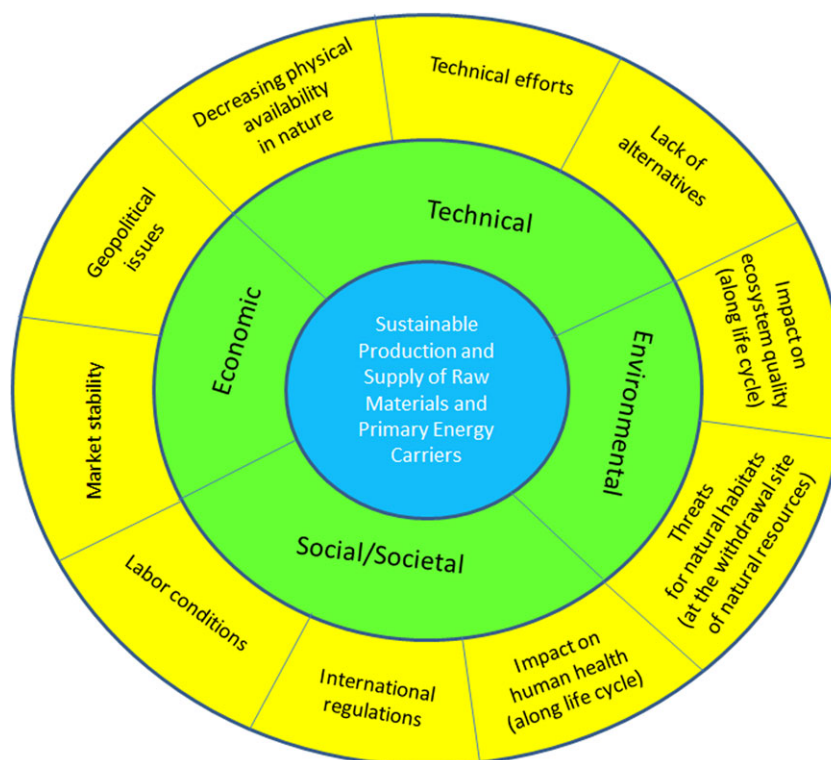 Decreasing physical
availability
in nature
Technical efforts
Lack of
alternatives
Impact on
ecosystem quality
(along life cycle)
Threats
for natural habitats
(at the withdrawal site
of natural resources)
Impact on
human health
(along life cycle)
International
regulations
Labor conditions
Market stability
Geopolitical
issues
Technical
Environmental
Social/Societal
Economic
Sustainable
Production and
Supply of Raw
Materials and
Primary Energy
Carriers